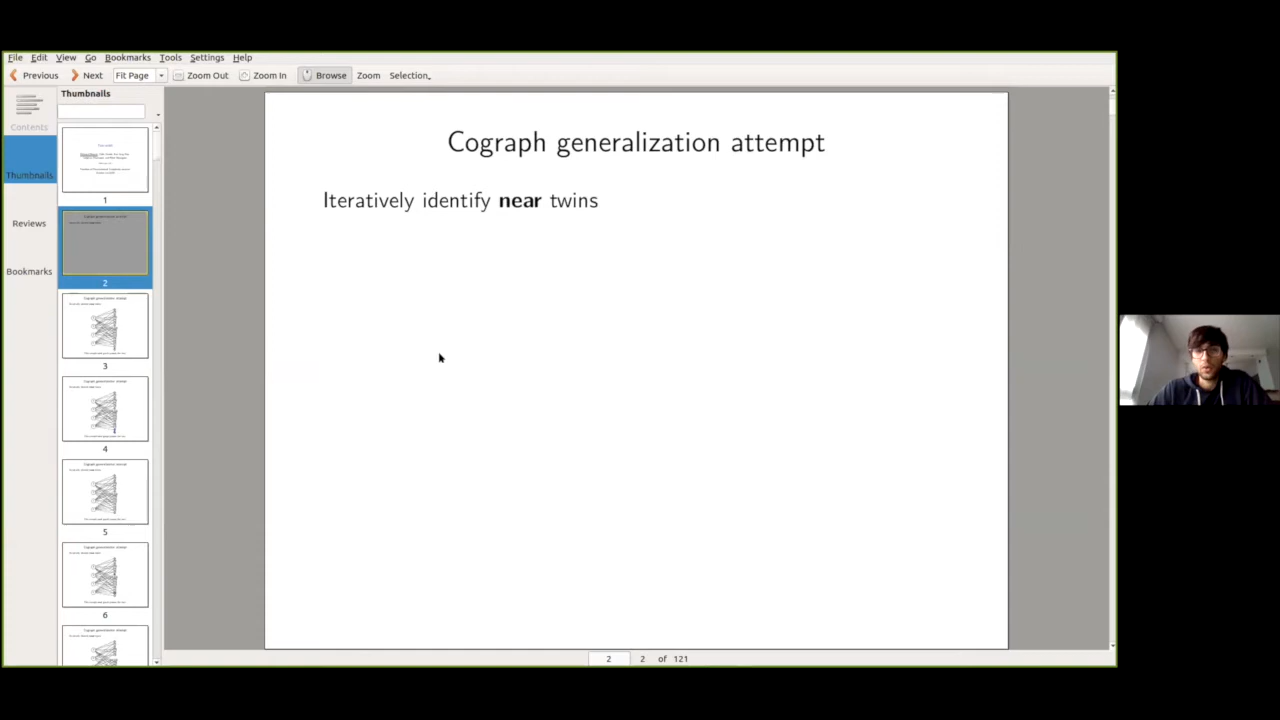 File Edit View Go Bookmarks Tools Settings Help
Previous Next Fit Page Zoom Out Zoom In Browse Zoom Selection
Contents
Thumbnails
Reviews
Bookmarks
Thumbnails
1
2
3
4
5
6
Cograph generalization attempt
Iteratively identify near twins
2 2 of 121